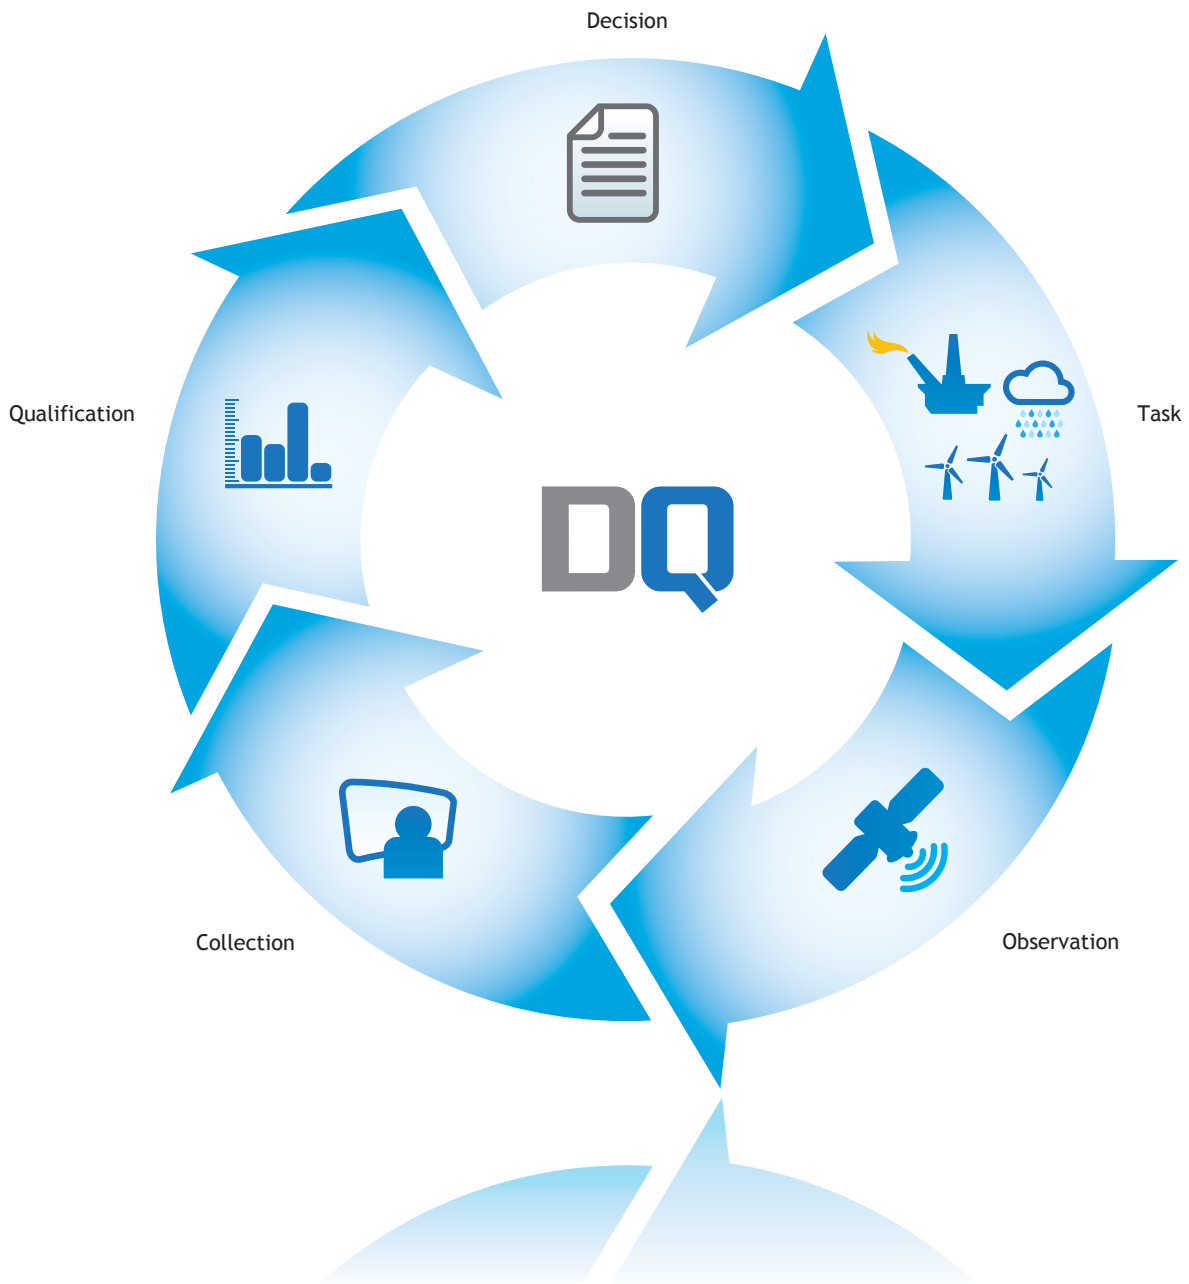 Decision
Qualification
Task
DQ
Collection
Observation